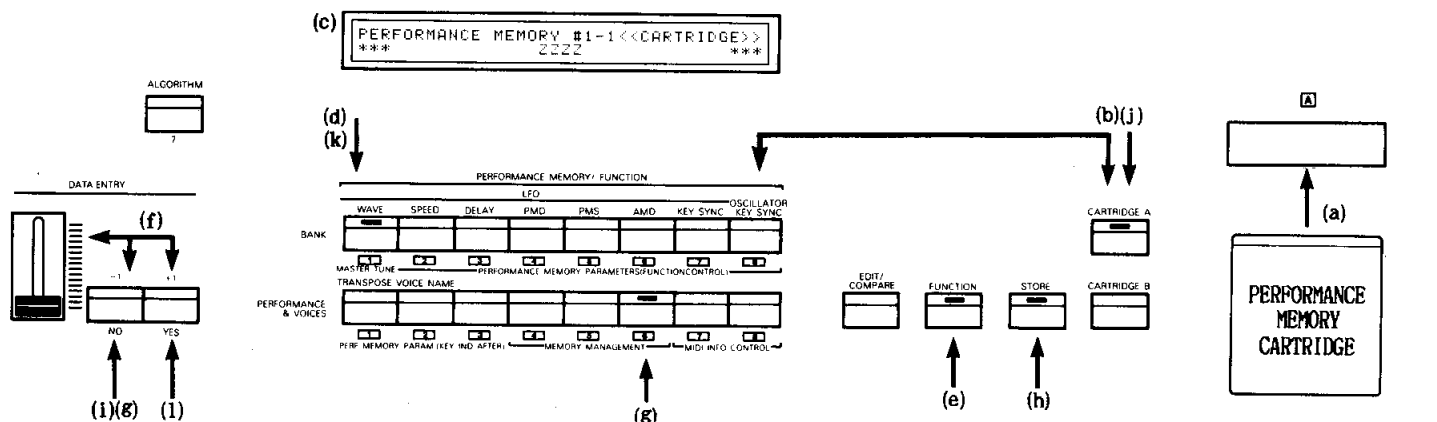 (c)
PERFORMANCE MEMORY #1-1<<CARTRIDGE>>
*** ZZZZ ***
ALGORITHM
7
(d)
(k)
(b)(j)
A
(a)
DATA ENTRY
(f)
-1 +1
NO YES
(i)(g) (l)
PERFORMANCE MEMORY/ FUNCTION
LFO
WAVE SPEED DELAY PMD PMS AMD KEY SYNC OSCILLATOR KEY SYNC
BANK
1 2 3 4 5 6 7 8
MASTER TUNE PERFORMANCE MEMORY PARAMETERS(FUNCTIONCONTROL)
TRANSPOSE VOICE NAME
PERFORMANCE
& VOICES
1 2 3 4 5 6 7 8
PERF MEMORY PARAM (KEY IND AFTER) MEMORY MANAGEMENT MIDI INFO CONTROL
(g)
CARTRIDGE A
EDIT/
COMPARE
FUNCTION
STORE
CARTRIDGE B
(e)
(h)
PERFORMANCE
MEMORY
CARTRIDGE